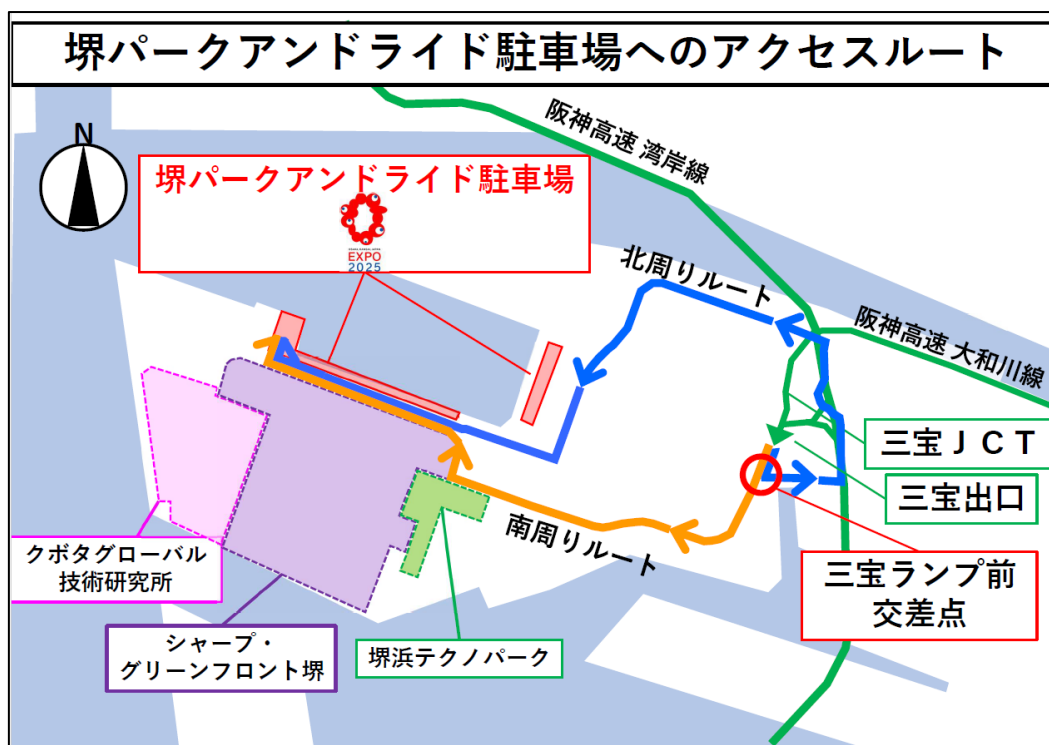 堺パークアンドライド駐車場へのアクセスルート
N
阪神高速 湾岸線
堺パークアンドライド駐車場
EXPO
2025
北周りルート
阪神高速 大和川線
三宝ＪＣＴ
三宝出口
南周りルート
三宝ランプ前
交差点
クボタグローバル
技術研究所
シャープ・
グリーンフロント堺
堺浜テクノパーク